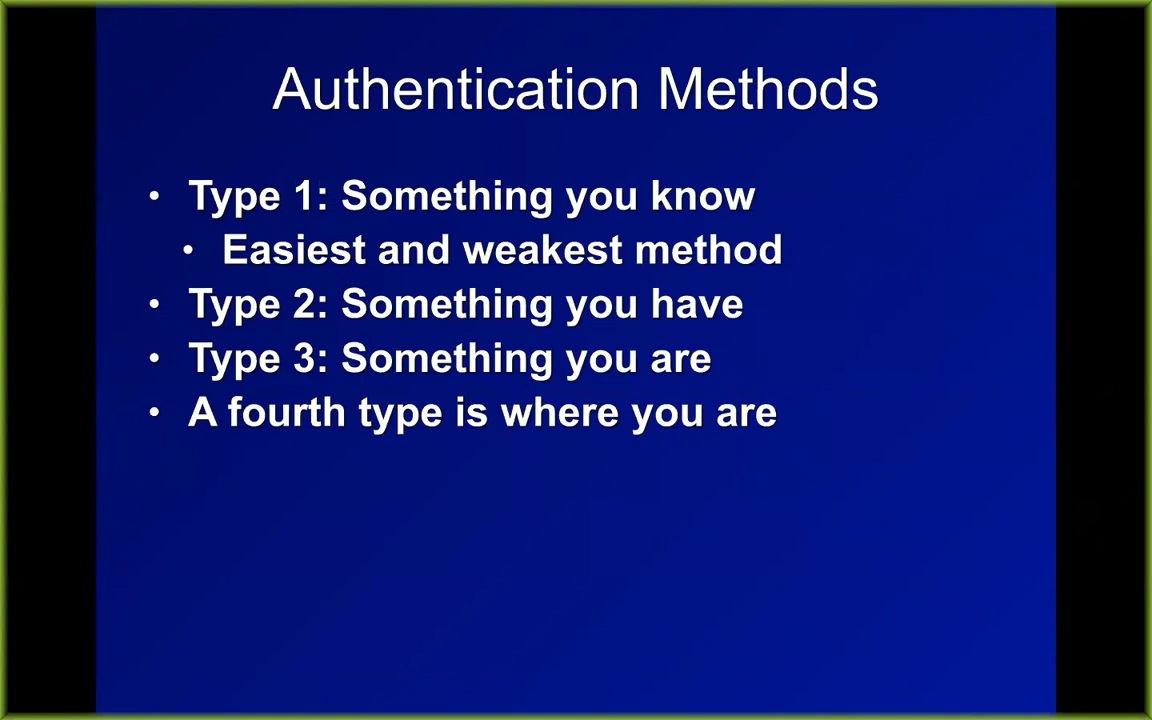 Authentication Methods
• Type 1: Something you know
• Easiest and weakest method
• Type 2: Something you have
• Type 3: Something you are
• A fourth type is where you are